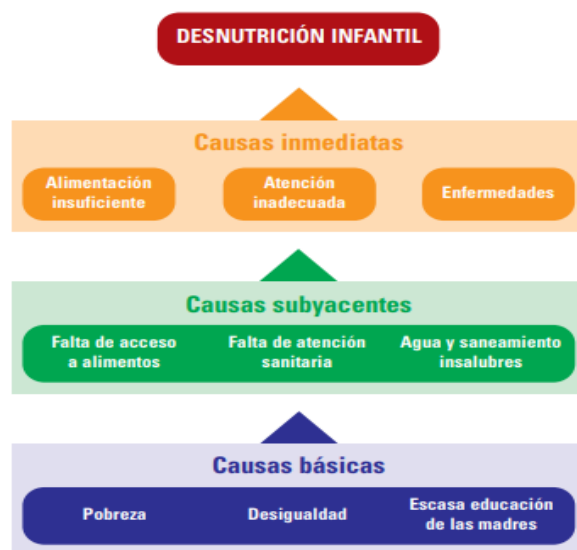 DESNUTRICIÓN INFANTIL
Causas inmediatas
Alimentación
insuficiente
Atención
inadecuada
Enfermedades
Causas subyacentes
Falta de acceso
a alimentos
Falta de atención
sanitaria
Agua y saneamiento
insalubres
Causas básicas
Pobreza
Desigualdad
Escasa educación
de las madres